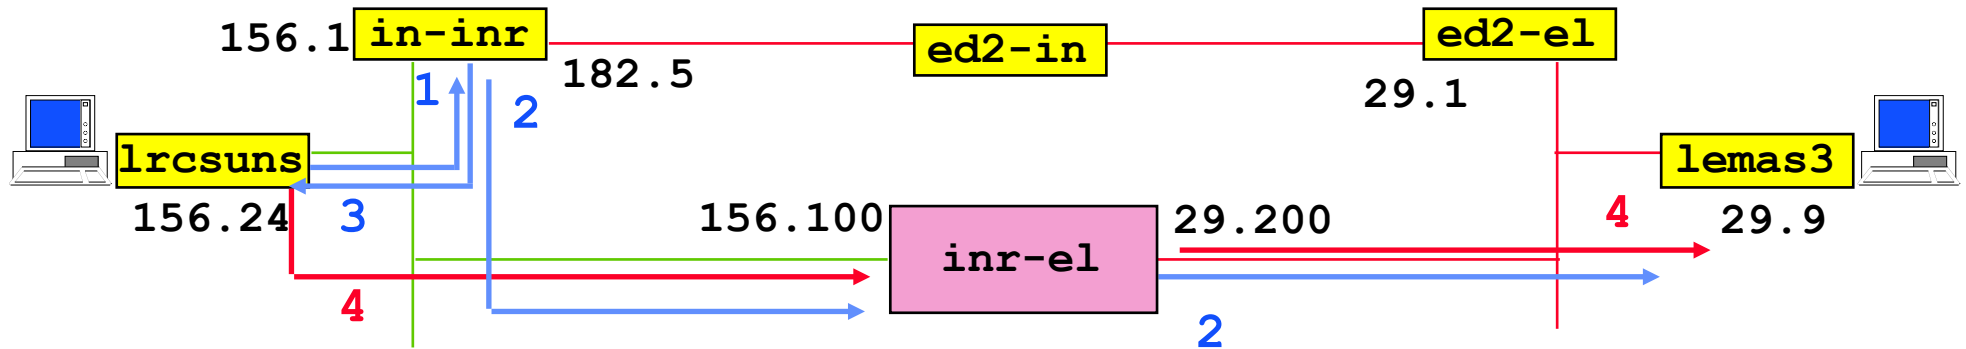 156.1 in-inr
182.5
ed2-in
ed2-el
29.1
1
2
lrcsuns
156.24
3
lemas3
29.9
156.100
inr-el
29.200
4
4
2